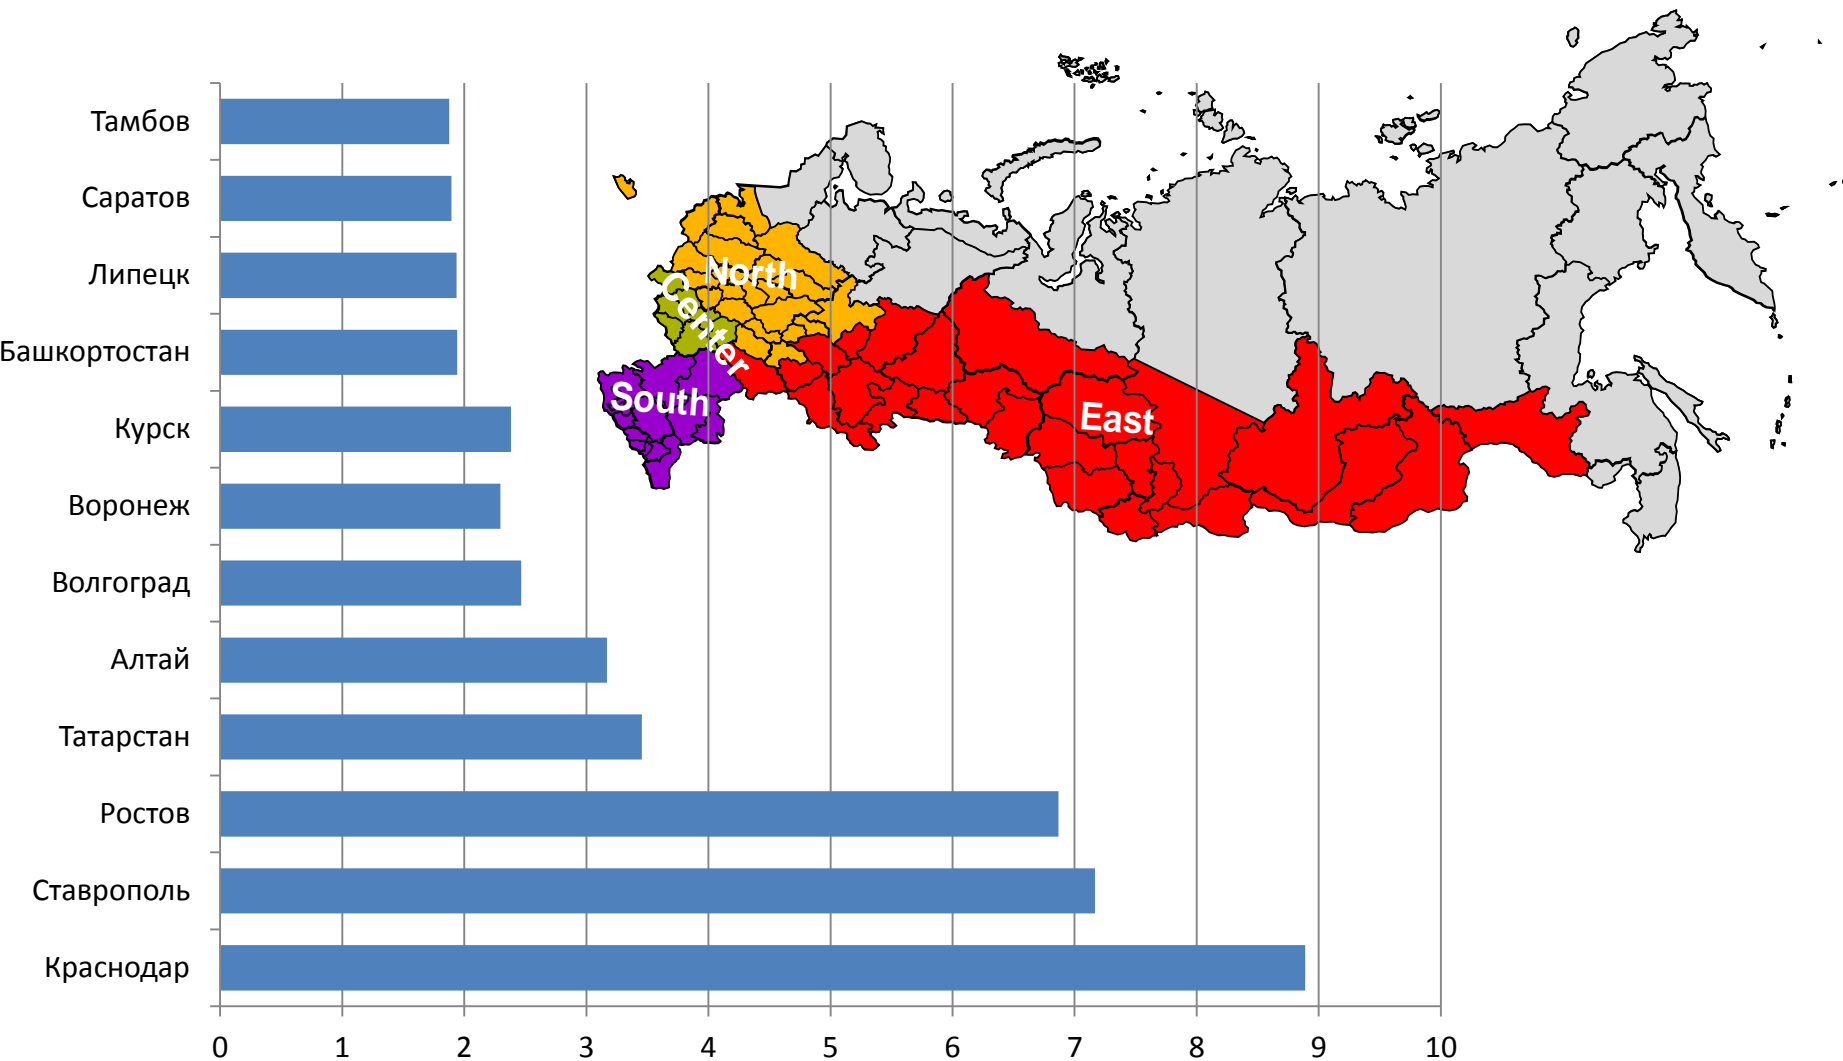 Тамбов
Саратов
Липецк
Башкортостан
Курск
Воронеж
Волгоград
Алтай
Татарстан
Ростов
Ставрополь
Краснодар
0 1 2 3 4 5 6 7 8 9 10
North
Center
South
East